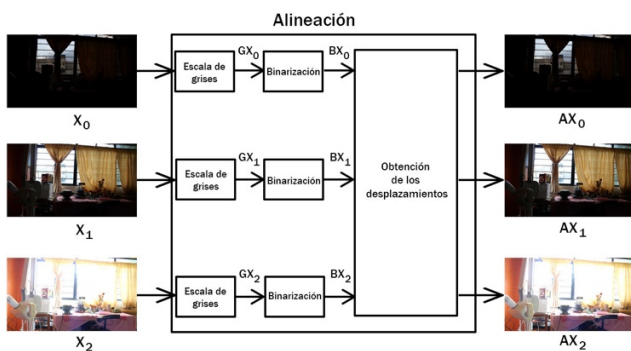 Alineación
GX₀
BX₀
Escala de
grises
Binarización
X₀
AX₀
GX₁
BX₁
Escala de
grises
Binarización
Obtención
de los
desplazamientos
X₁
AX₁
GX₂
BX₂
Escala de
grises
Binarización
X₂
AX₂